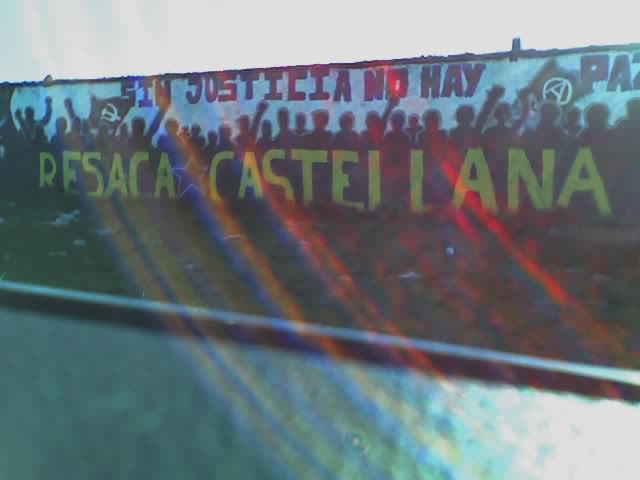 SIN JUSTICIA NO HAY PAZ
RESACA CASTELLANA